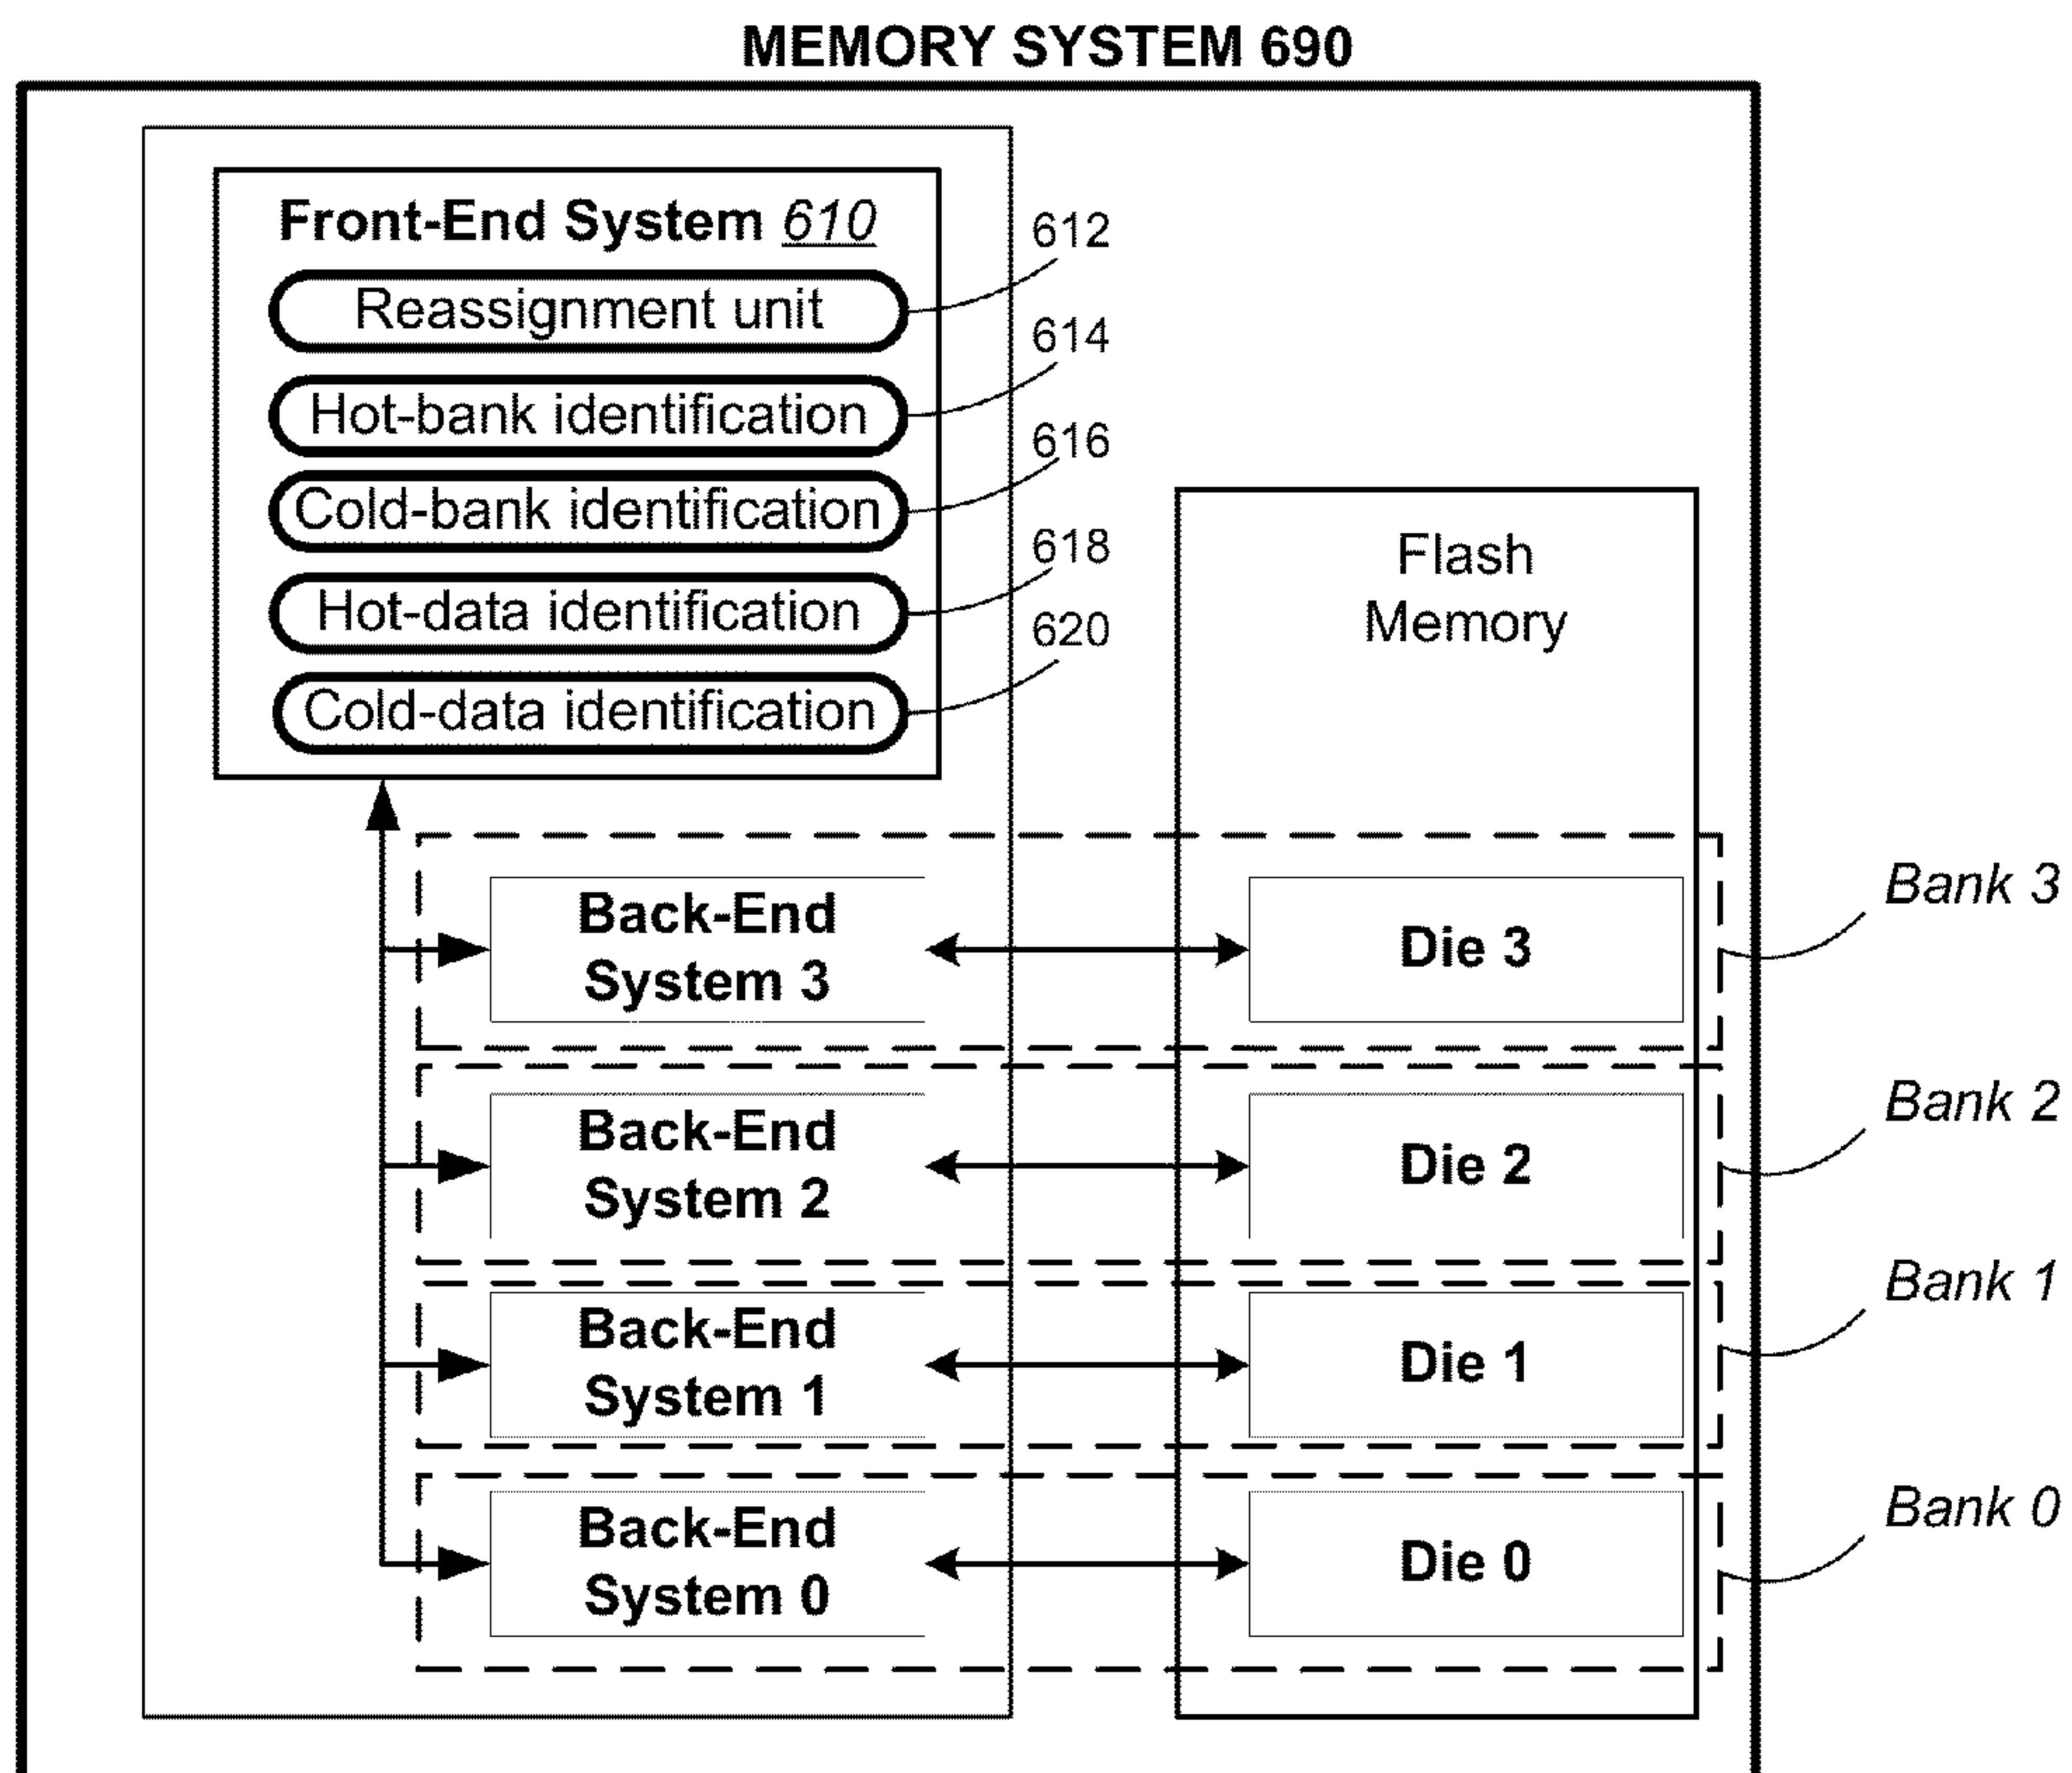 MEMORY SYSTEM 690
Front-End System 610
612
Reassignment unit
614
Hot-bank identification
616
Cold-bank identification
618
Hot-data identification
620
Cold-data identification
Flash
Memory
Bank 3
Back-End
System 3
Die 3
Bank 2
Back-End
System 2
Die 2
Bank 1
Back-End
System 1
Die 1
Bank 0
Back-End
System 0
Die 0